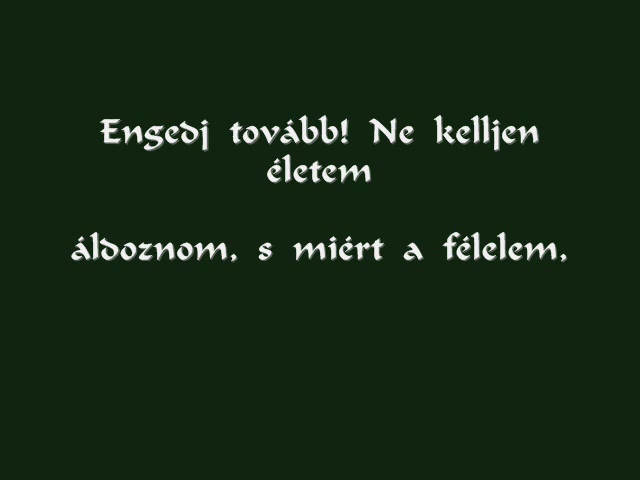 Engedj tovább! Ne kelljen
életem
áldoznom, s miért a félelem,